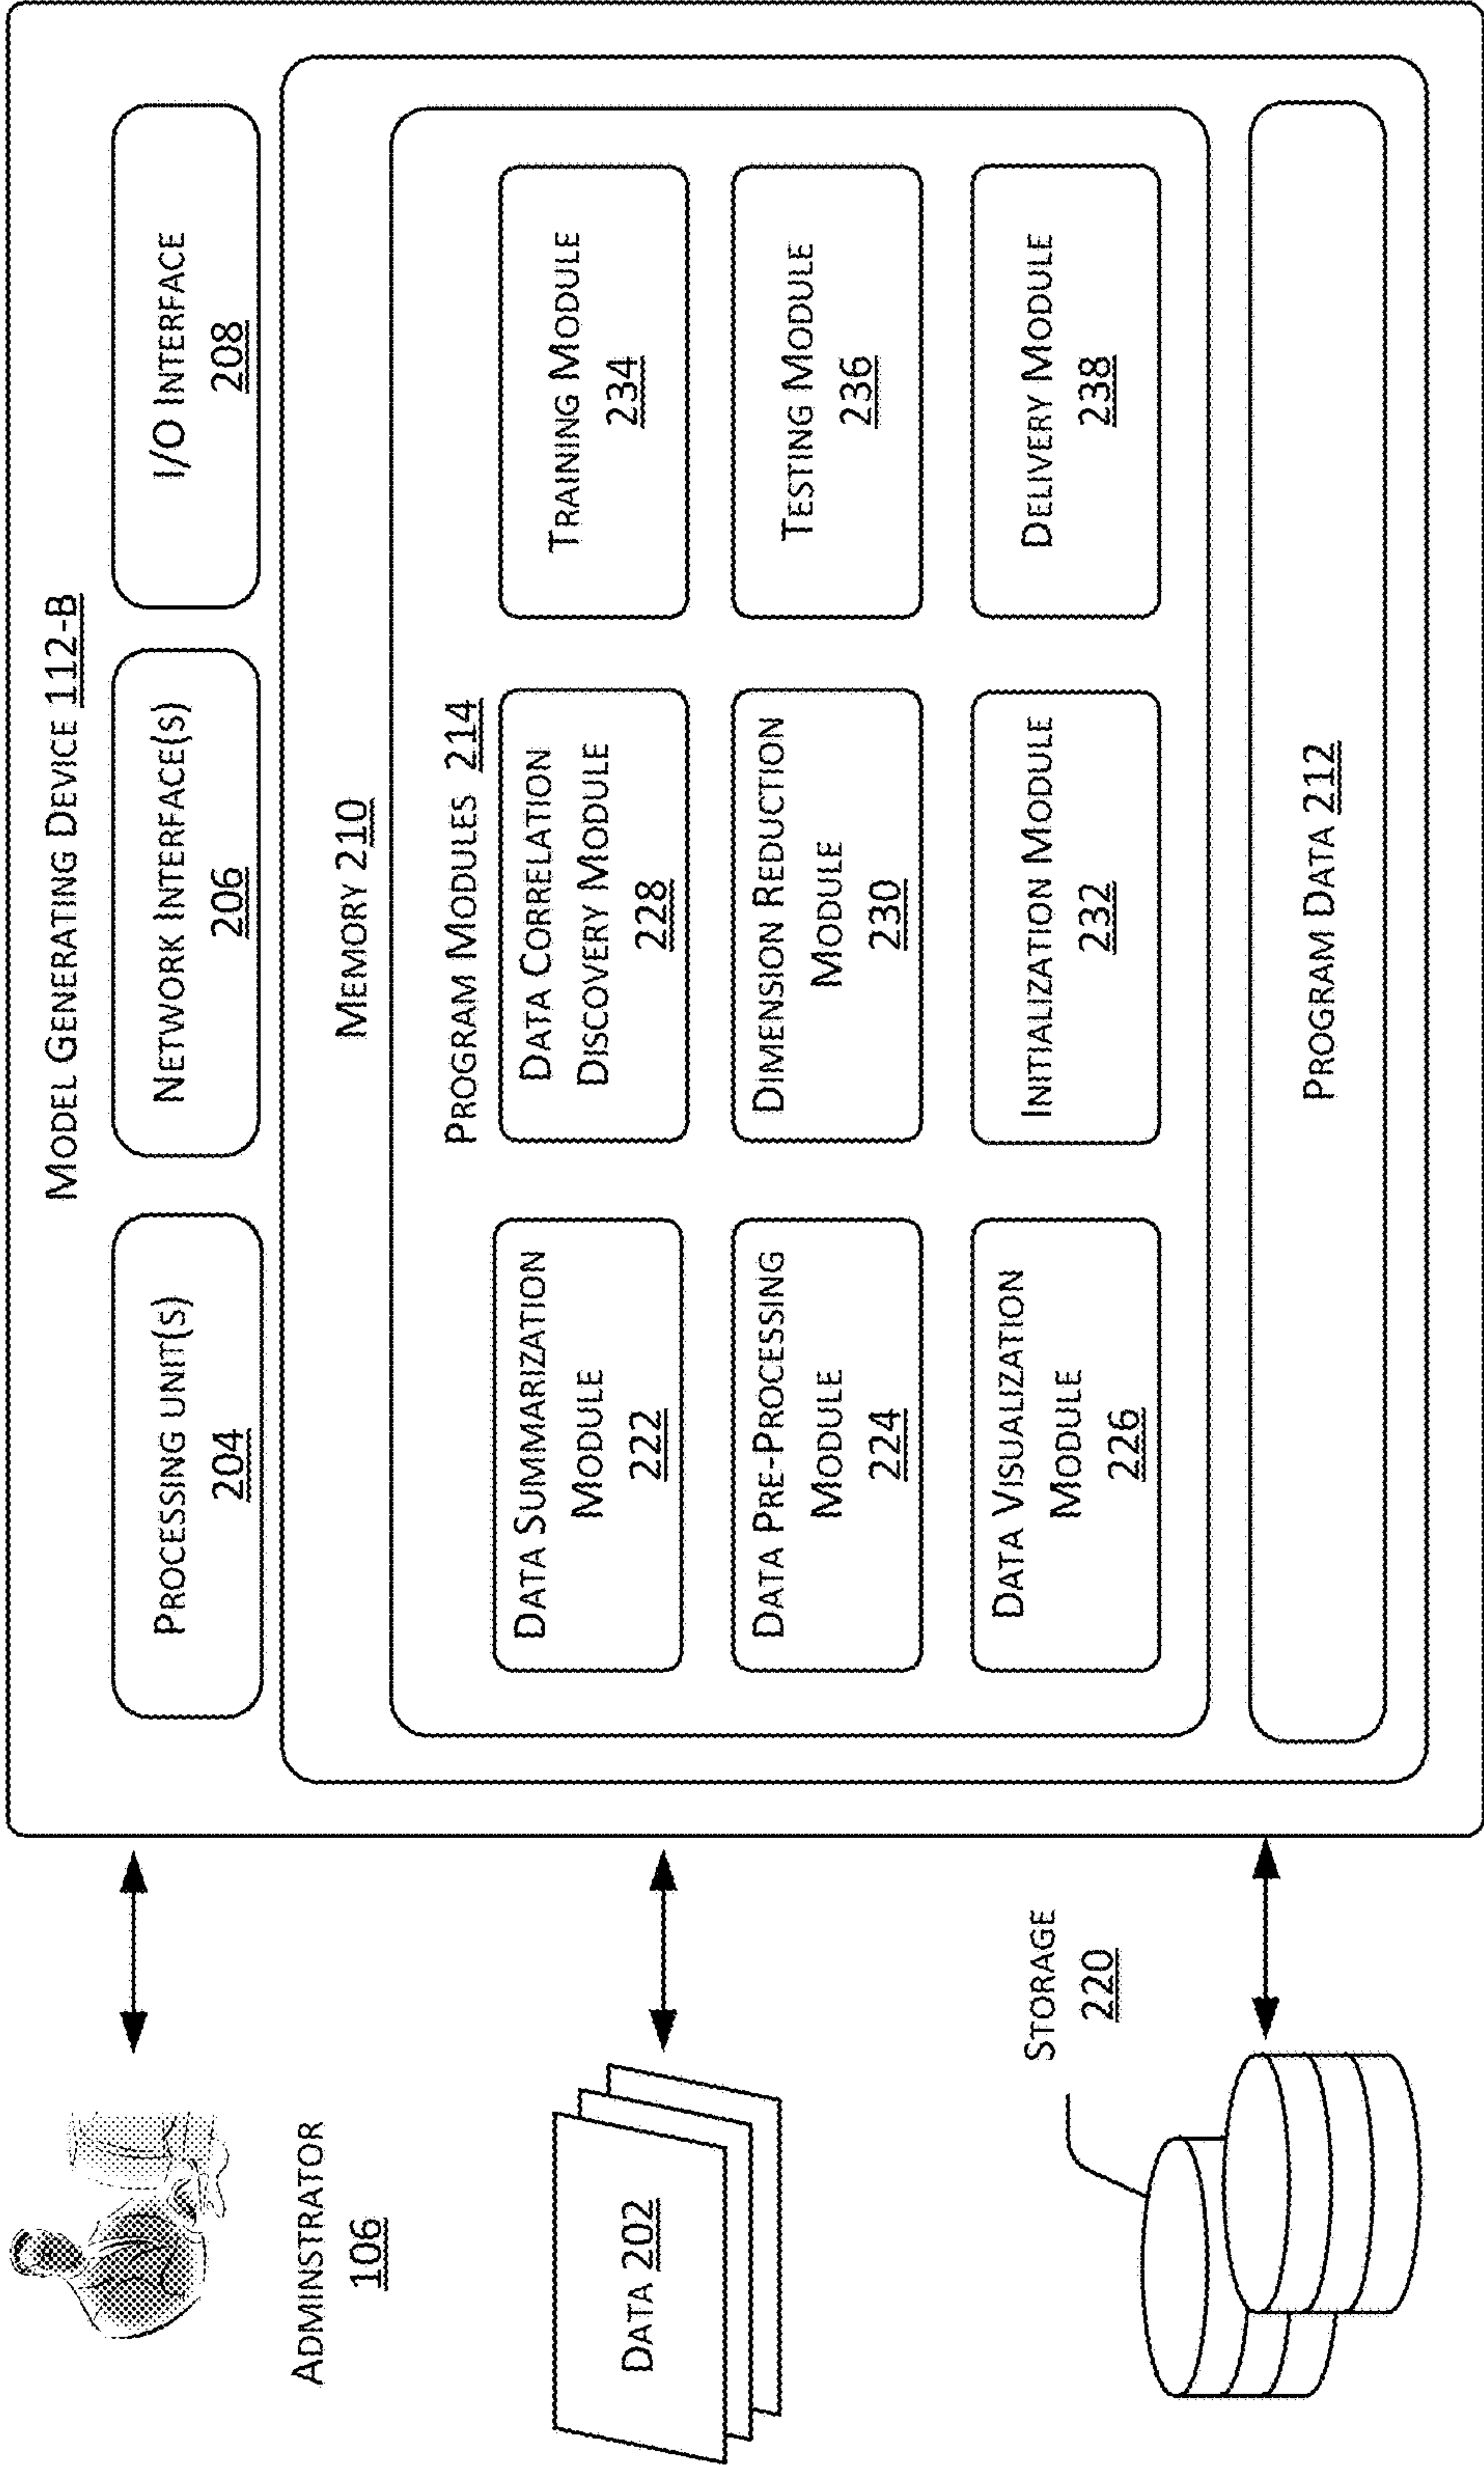 MODEL GENERATING DEVICE 112-B
PROCESSING UNIT(S)
204
NETWORK INTERFACE(S)
206
I/O INTERFACE
208
MEMORY 210
PROGRAM MODULES 214
DATA SUMMARIZATION
MODULE
222
DATA CORRELATION
DISCOVERY MODULE
228
TRAINING MODULE
234
DATA PRE-PROCESSING
MODULE
224
DIMENSION REDUCTION
MODULE
230
TESTING MODULE
236
DATA VISUALIZATION
MODULE
226
INITIALIZATION MODULE
232
DELIVERY MODULE
238
PROGRAM DATA 212
ADMINSTRATOR
106
DATA 202
STORAGE
220